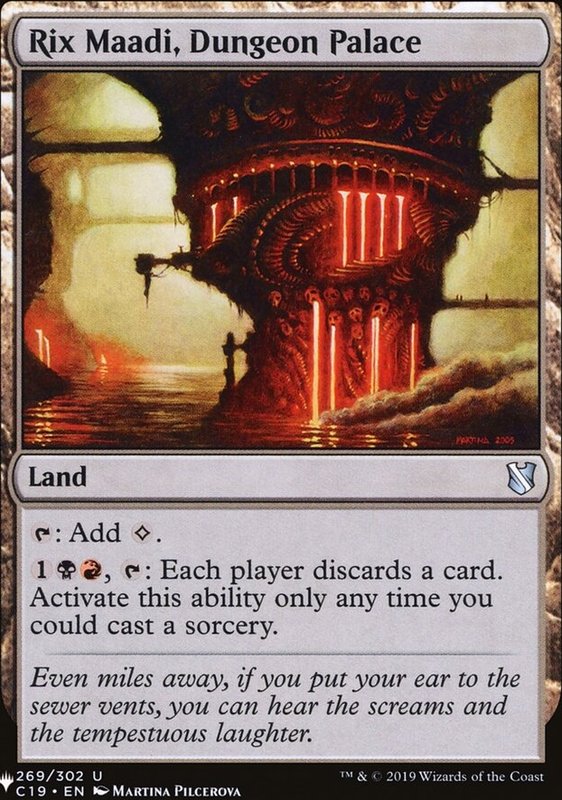 Rix Maadi, Dungeon Palace
MARTINA 2005
Land
: Add .
1, : Each player discards a card.
Activate this ability only any time you
could cast a sorcery.
Even miles away, if you put your ear to the
sewer vents, you can hear the screams and
the tempestuous laughter.
269/302 U
C19 • EN MARTINA PILCEROVA
™ & © 2019 Wizards of the Coast